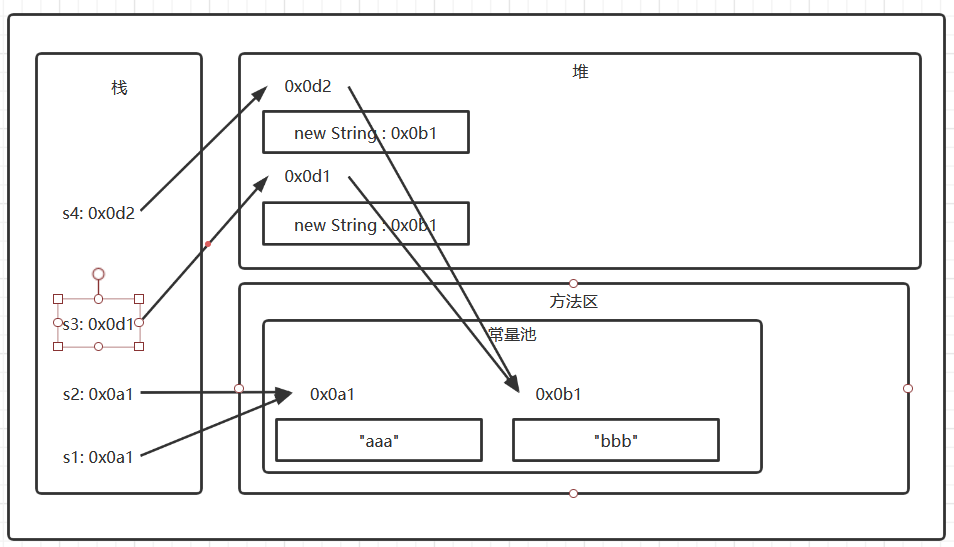 栈
s4: 0x0d2
s3: 0x0d1
s2: 0x0a1
s1: 0x0a1
堆
0x0d2
new String : 0x0b1
0x0d1
new String : 0x0b1
方法区
常量池
0x0a1
0x0b1
"aaa"
"bbb"